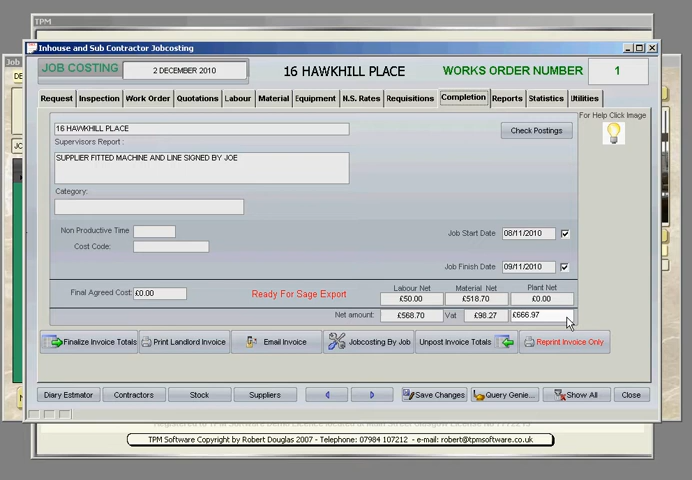 TPM
Inhouse and Sub Contractor Jobcosting
JOB COSTING
2 DECEMBER 2010
16 HAWKHILL PLACE
WORKS ORDER NUMBER
1
Request Inspection Work Order Quotations Labour Material Equipment N.S. Rates Requisitions Completion Reports Statistics Utilities
For Help Click Image
16 HAWKHILL PLACE
Check Postings
Supervisors Report :
SUPPLIER FITTED MACHINE AND LINE SIGNED BY JOE
Category:
Non Productive Time
Job Start Date 08/11/2010
Cost Code:
Job Finish Date 09/11/2010
Final Agreed Cost: £0.00
Ready For Sage Export
Labour Net Material Net Plant Net
£50.00 £518.70 £0.00
Net amount: £568.70 Vat £98.27 £666.97
Finalize Invoice Totals Print Landlord Invoice Email Invoice Jobcosting By Job Unpost Invoice Totals Reprint Invoice Only
Diary Estmator Contractors Stock Suppliers Save Changes Query Genie... Show All Close
TPM Software Copyright by Robert Douglas 2007 - Telephone: 07984 107212 - e-mail: robert@tpmsoftware.co.uk